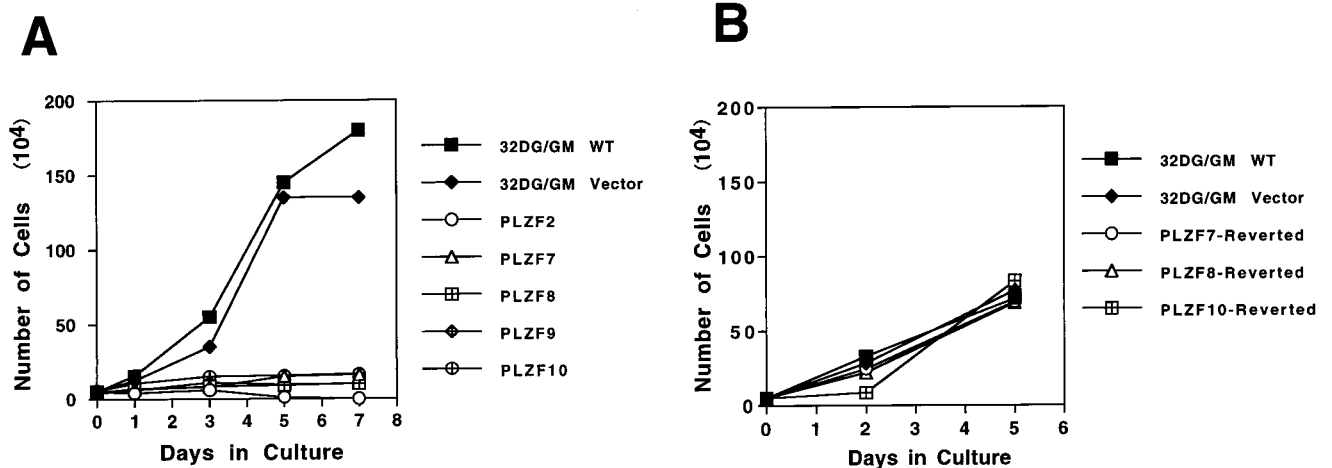 A
Number of Cells (10⁴)
200
150
100
50
0
0 1 2 3 4 5 6 7 8
Days in Culture
32DG/GM WT
32DG/GM Vector
PLZF2
PLZF7
PLZF8
PLZF9
PLZF10
B
Number of Cells (10⁴)
200
150
100
50
0
0 1 2 3 4 5 6
Days in Culture
32DG/GM WT
32DG/GM Vector
PLZF7-Reverted
PLZF8-Reverted
PLZF10-Reverted